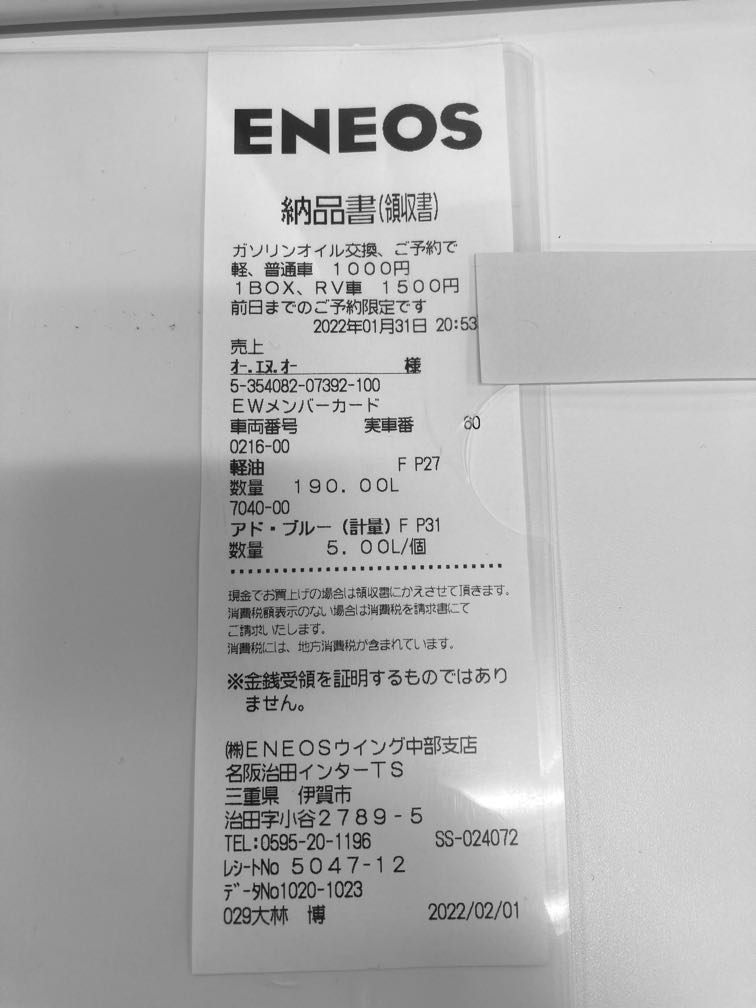 ENEOS
納品書(領収書)
ガソリンオイル交換、ご予約で
軽、普通車 1000円
1BOX、RV車 1500円
前日までのご予約限定です
2022年01月31日 20:53
売上
オー.エヌ.オー 様
5-354082-07392-100
EWメンバーカード
車両番号 実車番 60
0216-00
軽油 F P27
数量 190.00L
7040-00
アド・ブルー(計量)F P31
数量 5.00L/個
現金でお買上げの場合は領収書にかえさせて頂きます。
消費税額表示のない場合は消費税を請求書にて
ご請求いたします。
消費税には、地方消費税が含まれています。
※金銭受領を証明するものではあり
ません。
㈱ENEOSウイング中部支店
名阪治田インターTS
三重県 伊賀市
治田字小谷2789-5
TEL:0595-20-1196 SS-024072
レシートNo 5047-12
データNo1020-1023
029大林 博 2022/02/01